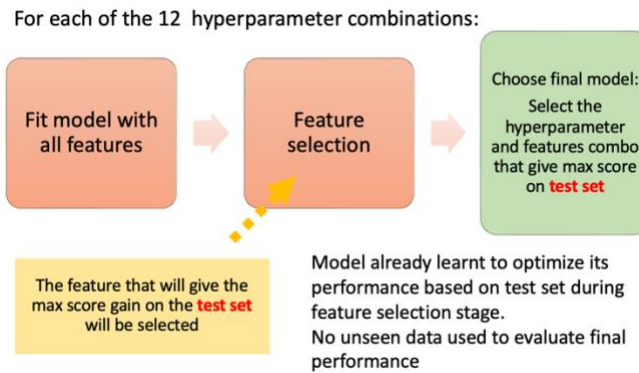 For each of the 12 hyperparameter combinations:
Fit model with
all features
Feature
selection
Choose final model:
Select the
hyperparameter
and features combo
that give max score
on test set
The feature that will give the
max score gain on the test set
will be selected
Model already learnt to optimize its
performance based on test set during
feature selection stage.
No unseen data used to evaluate final
performance